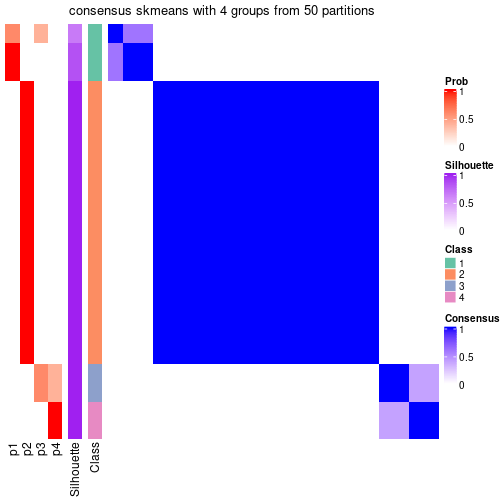 consensus skmeans with 4 groups from 50 partitions
Prob
1
0.5
0
Silhouette
1
0.5
0
Class
1
2
3
4
Consensus
1
0.5
0
p1
p2
p3
p4
Silhouette
Class